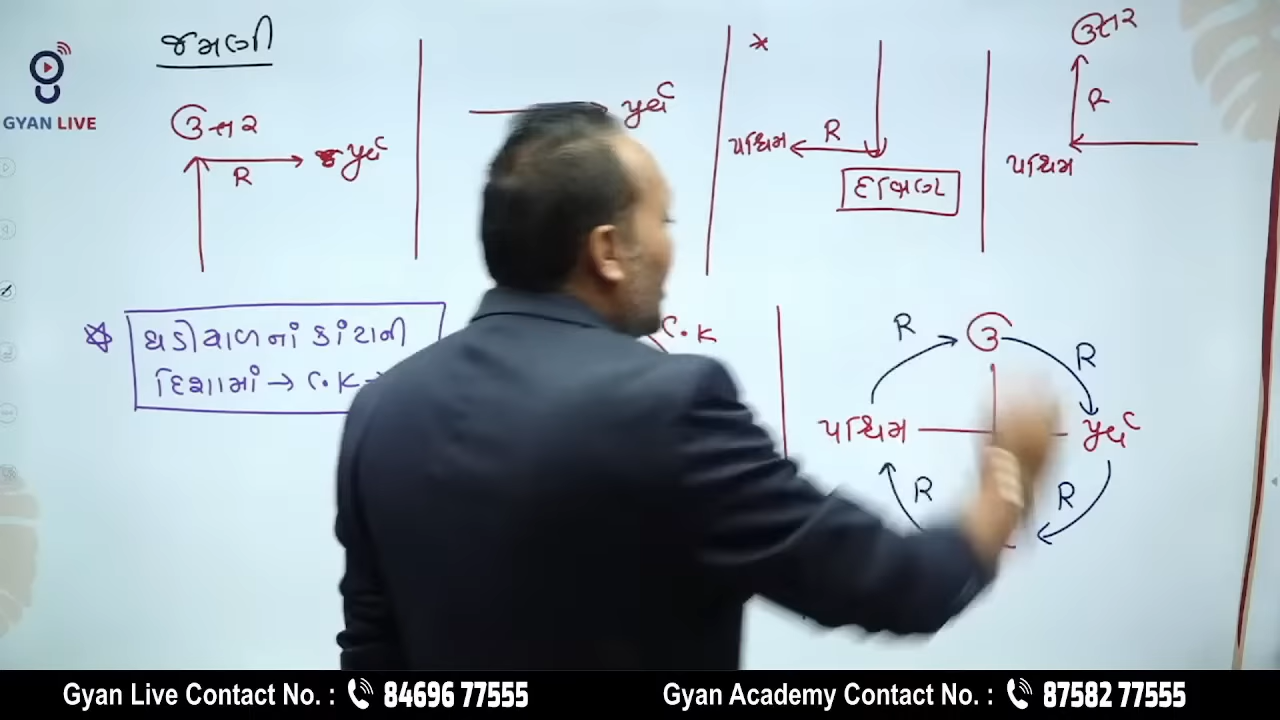 GYAN LIVE
જમણી
ઉત્તર
R
પૂર્વ
પૂર્વ
*
પશ્ચિમ
R
દક્ષિણ
ઉત્તર
R
પશ્ચિમ
ઘડીયાળનાં કાંટાની
દિશામાં → C.K →
C.K
R
ઉ
R
પશ્ચિમ
પૂર્વ
R
R
Gyan Live Contact No. : 84696 77555
Gyan Academy Contact No. : 87582 77555